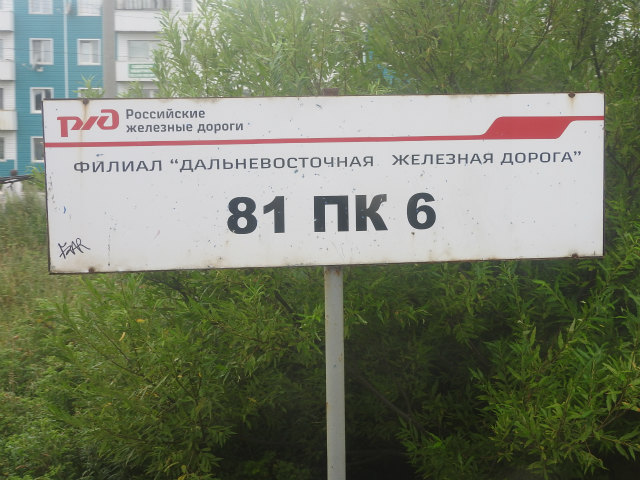 РЖД Российские
железные дороги
ФИЛИАЛ "ДАЛЬНЕВОСТОЧНАЯ ЖЕЛЕЗНАЯ ДОРОГА"
81 ПК 6